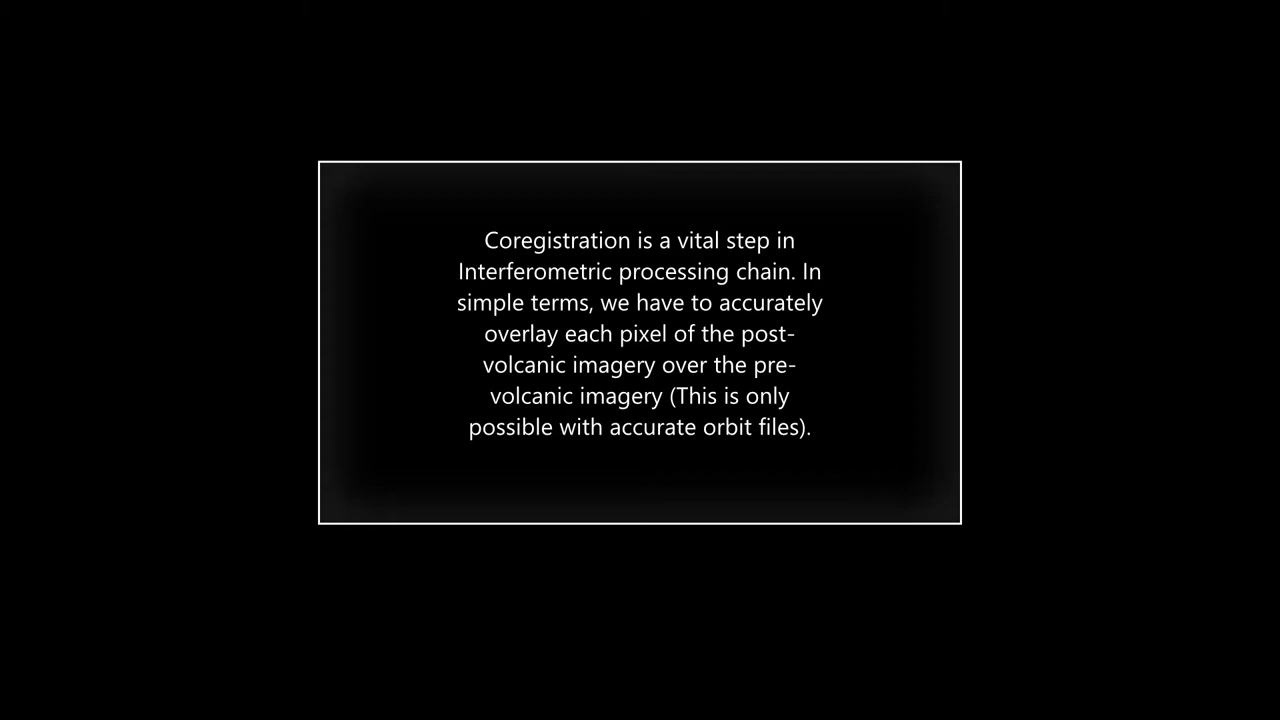 Coregistration is a vital step in
Interferometric processing chain. In
simple terms, we have to accurately
overlay each pixel of the post-
volcanic imagery over the pre-
volcanic imagery (This is only
possible with accurate orbit files).